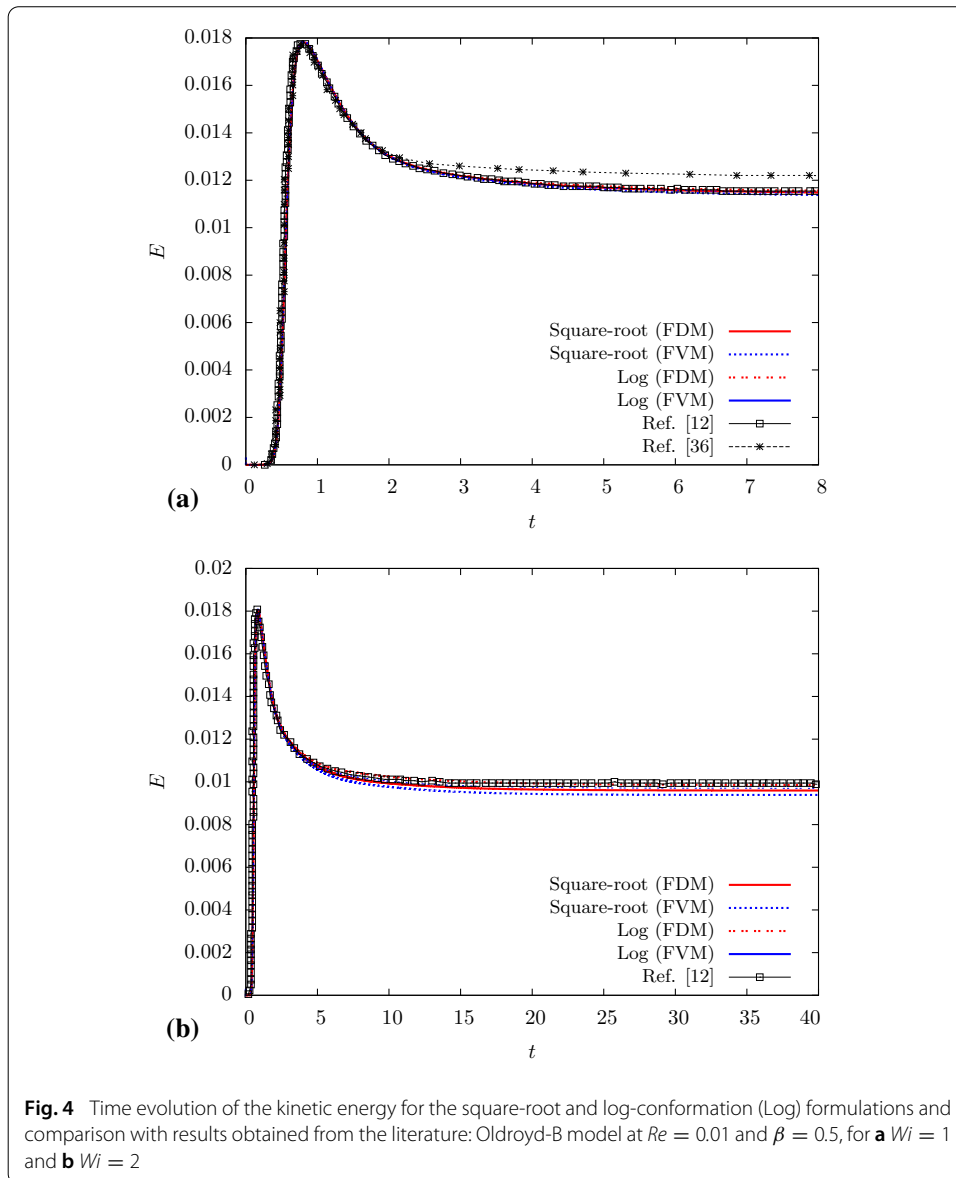 0.018
0.016
0.014
0.012
0.01
0.008
0.006
0.004
0.002
0
E
Square-root (FDM)
Square-root (FVM)
Log (FDM)
Log (FVM)
Ref. [12]
Ref. [36]
0 1 2 3 4 5 6 7 8
(a)
t
0.02
0.018
0.016
0.014
0.012
0.01
0.008
0.006
0.004
0.002
0
E
Square-root (FDM)
Square-root (FVM)
Log (FDM)
Log (FVM)
Ref. [12]
0 5 10 15 20 25 30 35 40
(b)
t
Fig. 4 Time evolution of the kinetic energy for the square-root and log-conformation (Log) formulations and
comparison with results obtained from the literature: Oldroyd-B model at Re = 0.01 and β = 0.5, for a Wi = 1
and b Wi = 2